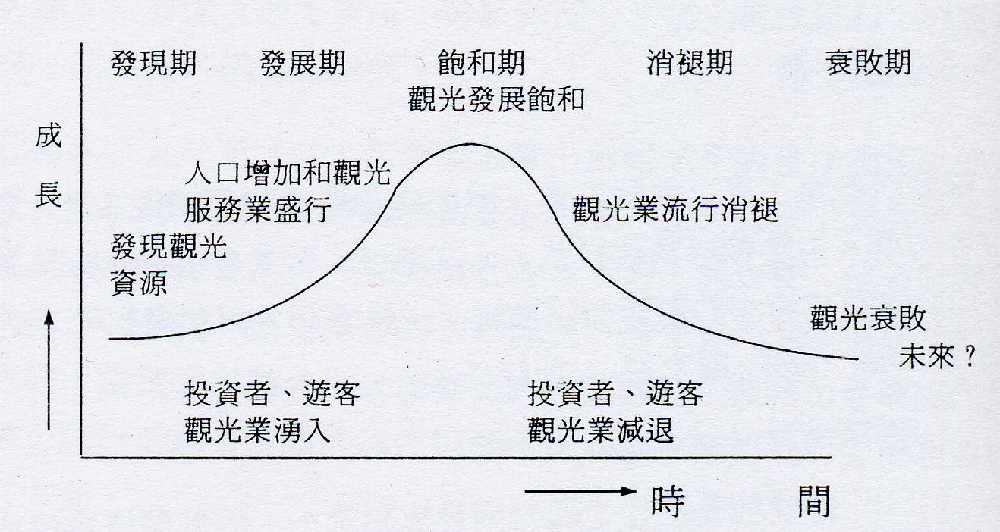 發現期
發展期
飽和期
消褪期
衰敗期
觀光發展飽和
成
長
人口增加和觀光
服務業盛行
發現觀光
資源
觀光業流行消褪
觀光衰敗
未來？
投資者、遊客
觀光業湧入
投資者、遊客
觀光業減退
時 間